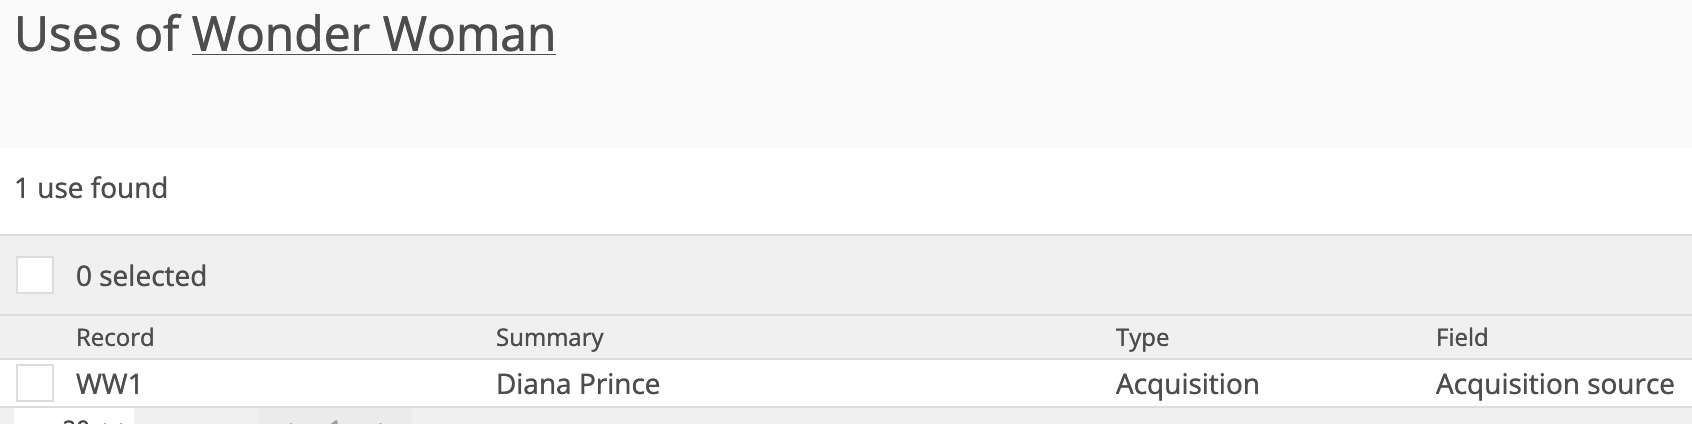 Uses of Wonder Woman
1 use found
0 selected
Record Summary Type Field
WW1 Diana Prince Acquisition Acquisition source